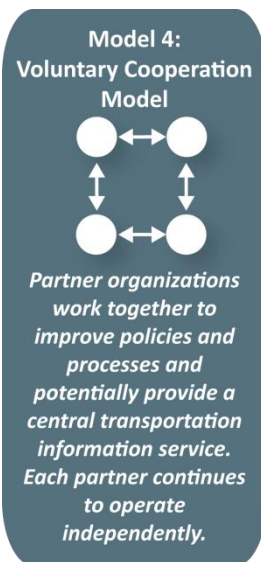 Model 4:
Voluntary Cooperation
Model
Partner organizations
work together to
improve policies and
processes and
potentially provide a
central transportation
information service.
Each partner continues
to operate
independently.